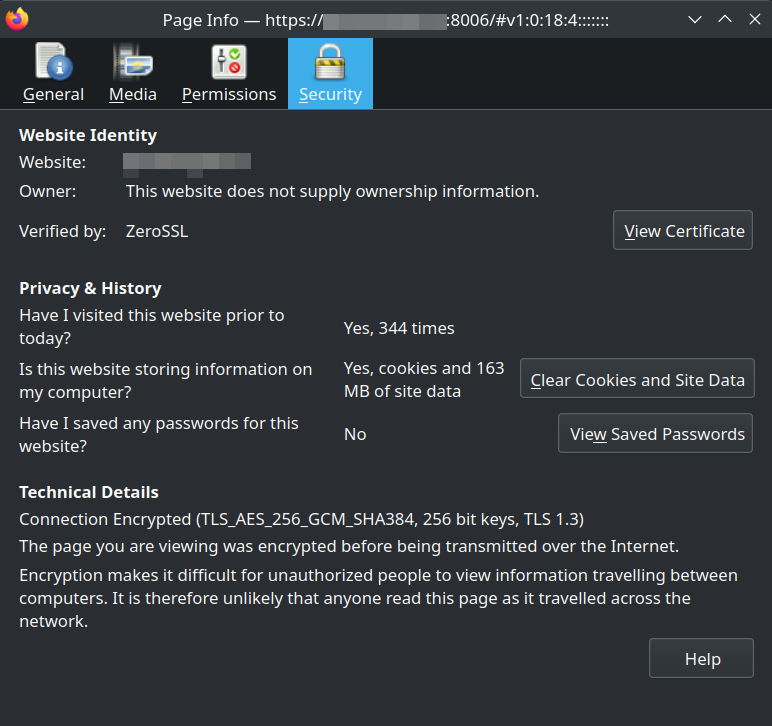 Page Info — https:// :8006/#v1:0:18:4:::::::
General Media Permissions Security
Website Identity
Website:
Owner: This website does not supply ownership information.
Verified by: ZeroSSL View Certificate
Privacy & History
Have I visited this website prior to
today?
Yes, 344 times
Is this website storing information on
my computer?
Yes, cookies and 163
MB of site data
Clear Cookies and Site Data
Have I saved any passwords for this
website?
No
View Saved Passwords
Technical Details
Connection Encrypted (TLS_AES_256_GCM_SHA384, 256 bit keys, TLS 1.3)
The page you are viewing was encrypted before being transmitted over the Internet.
Encryption makes it difficult for unauthorized people to view information travelling between
computers. It is therefore unlikely that anyone read this page as it travelled across the
network.
Help